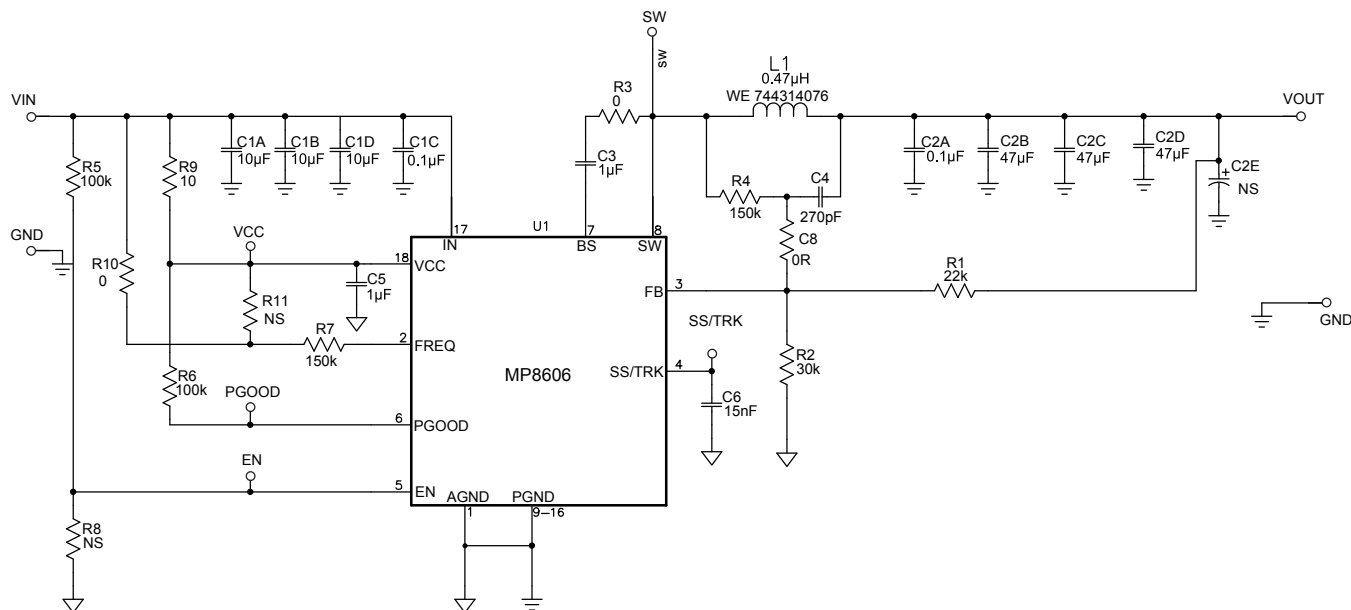 SW
SW
L1
0.47µH
WE 744314076
R3
0
VIN
VOUT
C1A
10µF
C1B
10µF
C1D
10µF
C1C
0.1µF
R5
100k
R9
10
C3
1µF
R4
150k
C4
270pF
C2A
0.1µF
C2B
47µF
C2C
47µF
C2D
47µF
+
C2E
NS
GND
VCC
17
IN
U1
7
BS
8
SW
C8
0R
R10
0
18
VCC
C5
1µF
R11
NS
FB
3
R1
22k
GND
SS/TRK
R7
150k
2
FREQ
R6
100k
PGOOD
MP8606
SS/TRK
4
R2
30k
C6
15nF
6
PGOOD
EN
5
EN
AGND
1
PGND
9–16
R8
NS